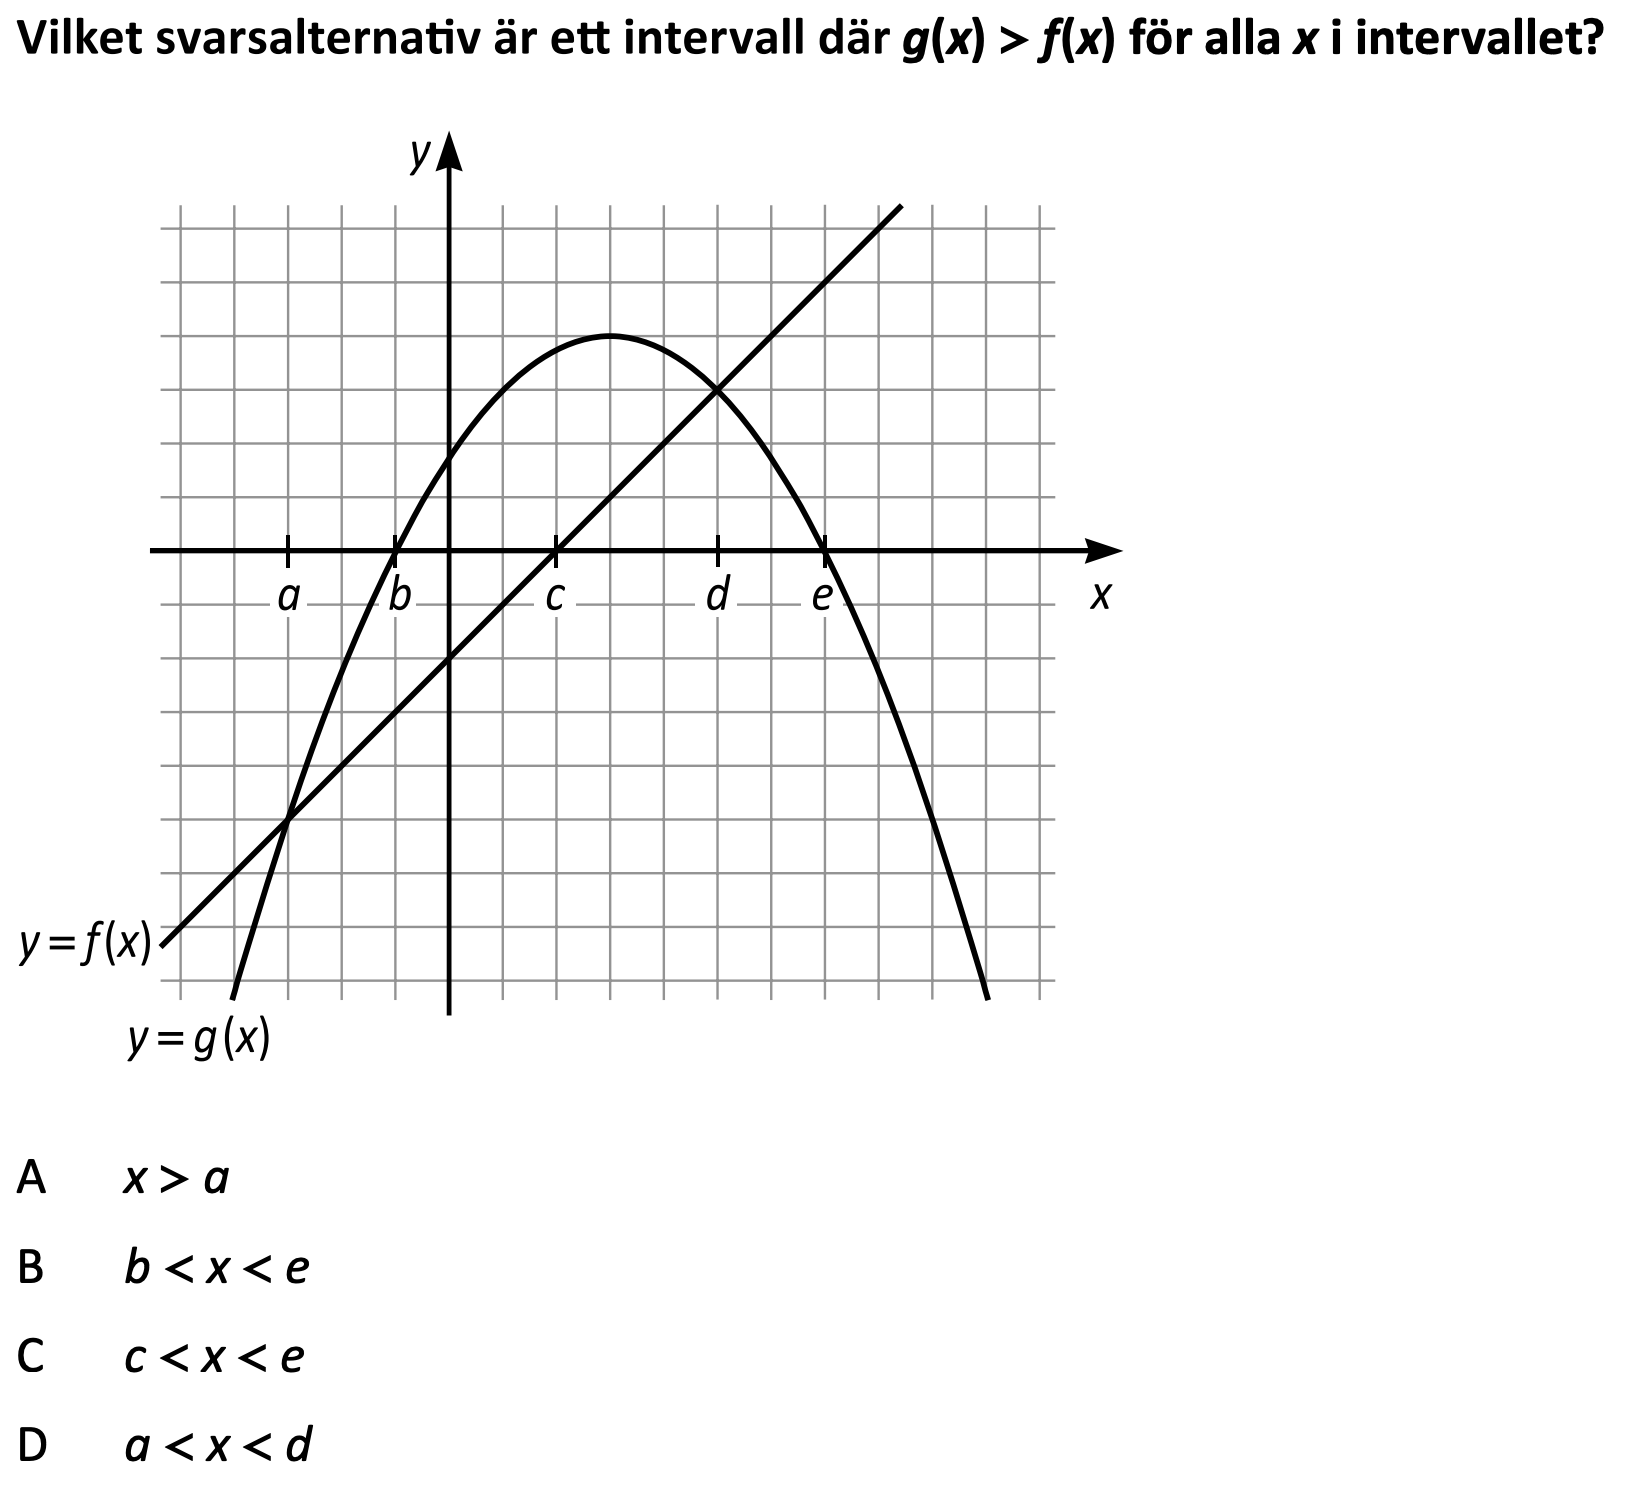 Vilket svarsalternativ är ett intervall där g(x) > f(x) för alla x i intervallet?
y
a b c d e x
y = f(x)
y = g(x)
A x > a
B b < x < e
C c < x < e
D a < x < d